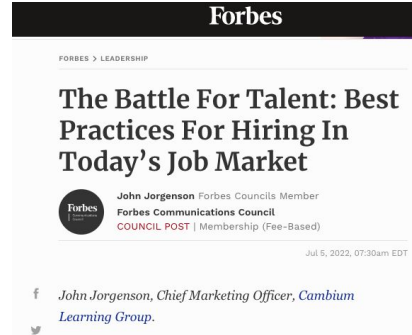 Forbes
FORBES > LEADERSHIP
The Battle For Talent: Best
Practices For Hiring In
Today’s Job Market
Forbes
Communications
Council
John Jorgenson Forbes Councils Member
Forbes Communications Council
COUNCIL POST | Membership (Fee-Based)
Jul 5, 2022, 07:30am EDT
John Jorgenson, Chief Marketing Officer, Cambium
Learning Group.